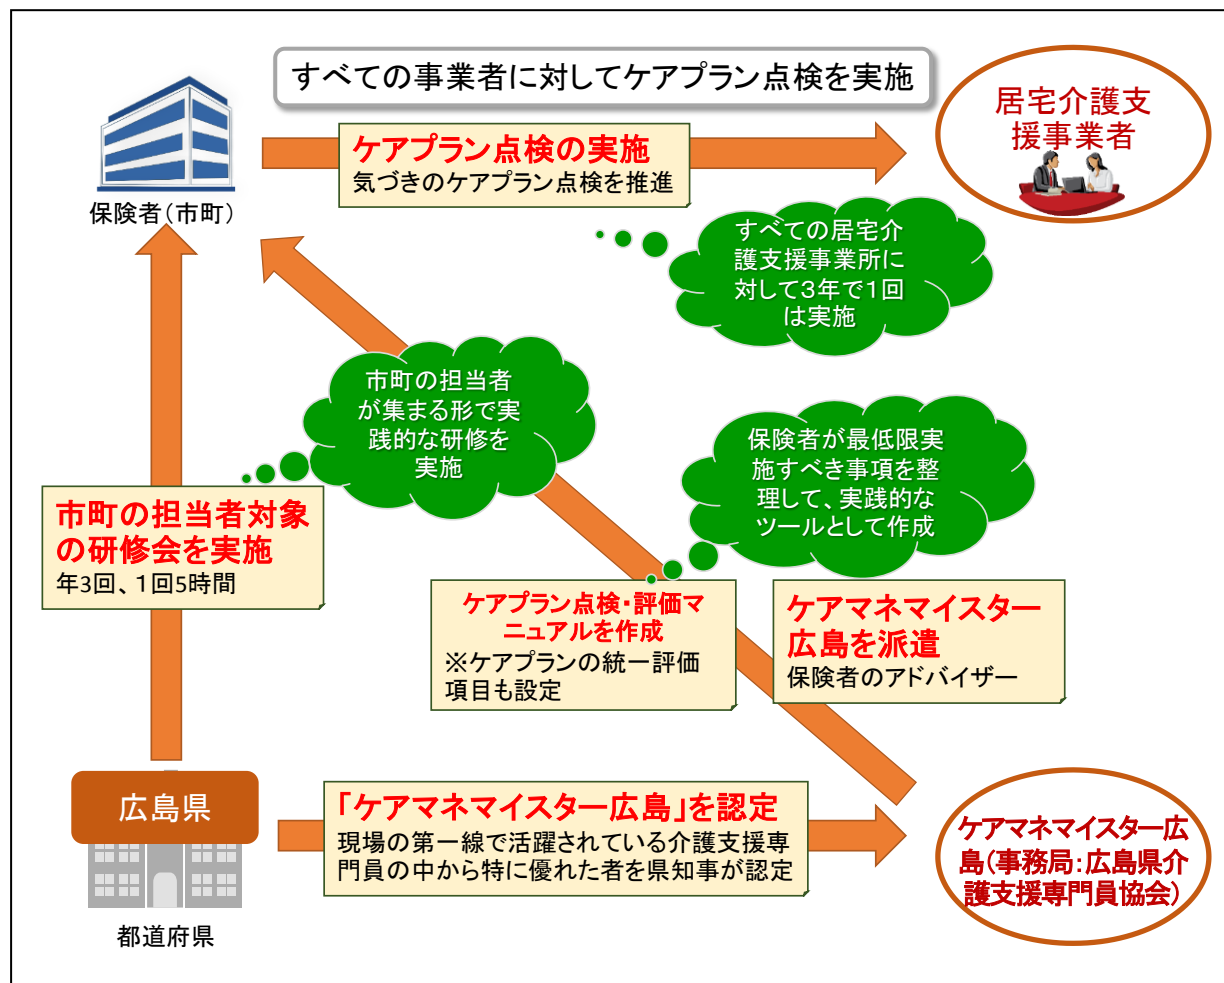 すべての事業者に対してケアプラン点検を実施
居宅介護支
援事業者
ケアプラン点検の実施
気づきのケアプラン点検を推進
保険者(市町)
すべての居宅介
護支援事業所に
対して3年で1回
は実施
市町の担当者
が集まる形で実
践的な研修を
実施
保険者が最低限実
施すべき事項を整
理して、実践的な
ツールとして作成
市町の担当者対象
の研修会を実施
年3回、1回5時間
ケアプラン点検・評価マ
ニュアルを作成
※ケアプランの統一評価
項目も設定
ケアマネマイスター
広島を派遣
保険者のアドバイザー
広島県
都道府県
「ケアマネマイスター広島」を認定
現場の第一線で活躍されている介護支援専
門員の中から特に優れた者を県知事が認定
ケアマネマイスター広
島(事務局:広島県介
護支援専門員協会)